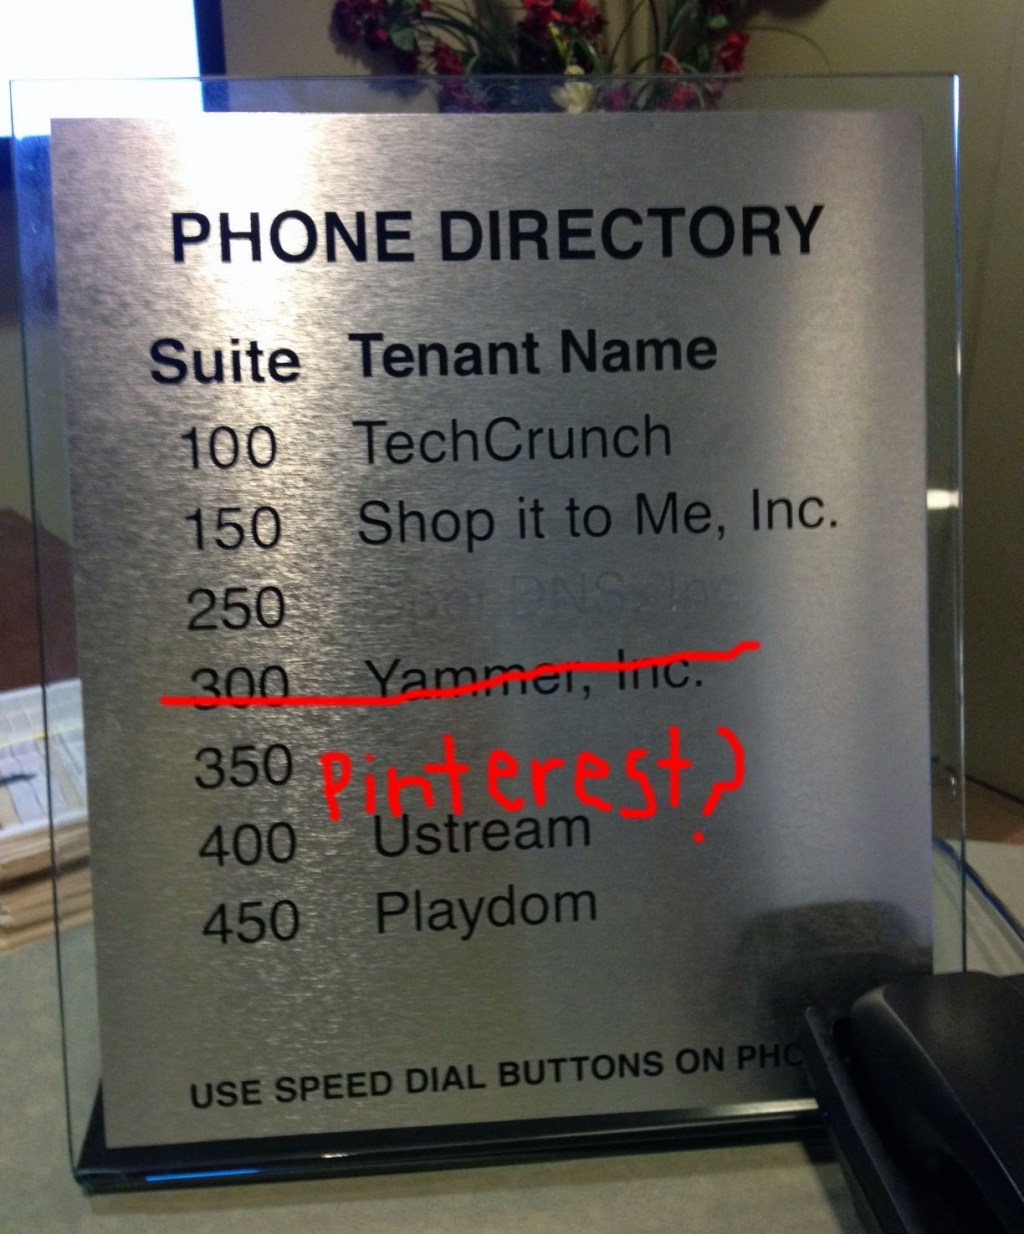 PHONE DIRECTORY
Suite Tenant Name
100 TechCrunch
150 Shop it to Me, Inc.
250
300 Yammer, Inc.
350 Pinterest?
400 Ustream
450 Playdom
USE SPEED DIAL BUTTONS ON